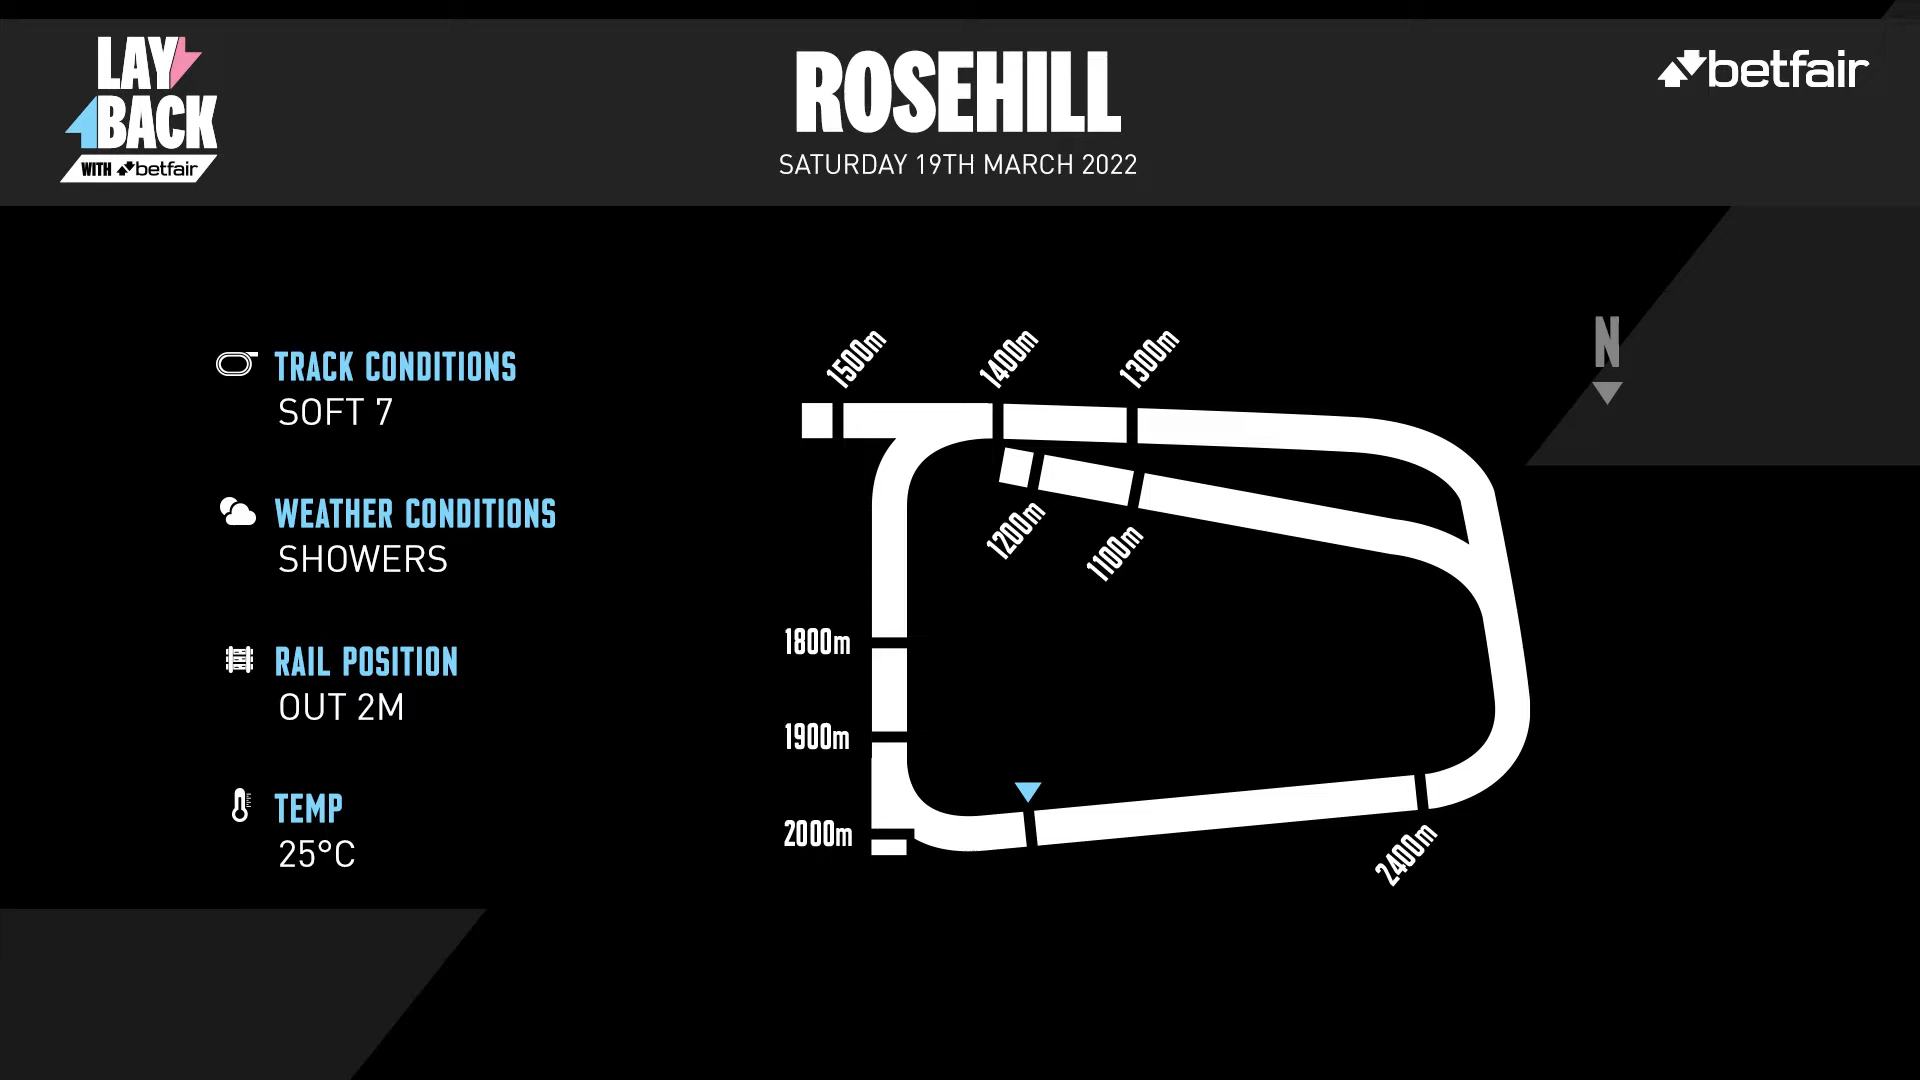 LAY
BACK
WITH betfair
ROSEHILL
SATURDAY 19TH MARCH 2022
betfair
TRACK CONDITIONS
SOFT 7
WEATHER CONDITIONS
SHOWERS
RAIL POSITION
OUT 2M
TEMP
25°C
1500m
1400m
1300m
N
1200m
1100m
1800m
1900m
2000m
2400m